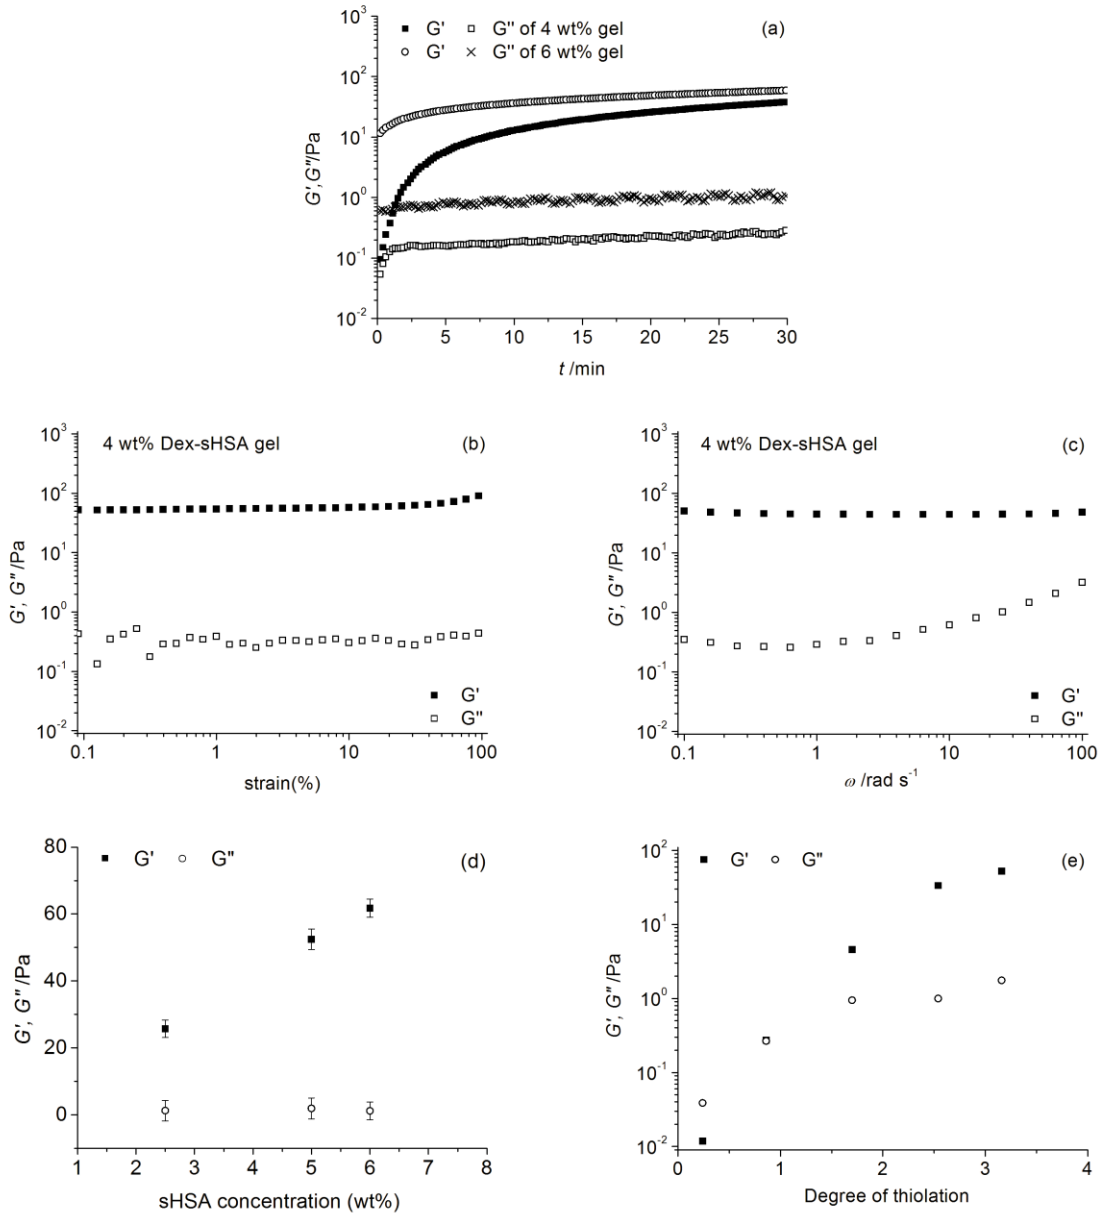 G' G'' of 4 wt% gel (a)
G' G'' of 6 wt% gel
10³
10²
10¹
10⁰
10⁻¹
10⁻²
G',G''/Pa
0 5 10 15 20 25 30
t /min
4 wt% Dex-sHSA gel (b)
10³
10²
10¹
10⁰
10⁻¹
10⁻²
G', G'' /Pa
G'
G''
0.1 1 10 100
strain(%)
4 wt% Dex-sHSA gel (c)
10³
10²
10¹
10⁰
10⁻¹
10⁻²
G', G'' /Pa
G'
G''
0.1 1 10 100
ω /rad s⁻¹
G' G'' (d)
80
60
40
20
0
G', G'' /Pa
1 2 3 4 5 6 7 8
sHSA concentration (wt%)
G' G'' (e)
10²
10¹
10⁰
10⁻¹
10⁻²
G', G'' /Pa
0 1 2 3 4
Degree of thiolation